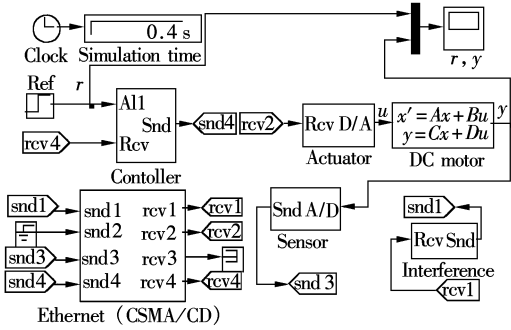 0.4 s
Clock
Simulation time
r, y
Ref
r
Al1
Snd
Rcv
rcv4
Contoller
snd4
rcv2
Rcv D/A
Actuator
u
x′=Ax+Bu
y=Cx+Du
y
DC motor
snd1
snd3
snd4
snd1
snd2
snd3
snd4
rcv1
rcv2
rcv3
rcv4
rcv1
rcv2
rcv4
Ethernet (CSMA/CD)
Snd A/D
Sensor
snd 3
snd1
Rcv Snd
Interference
rcv1